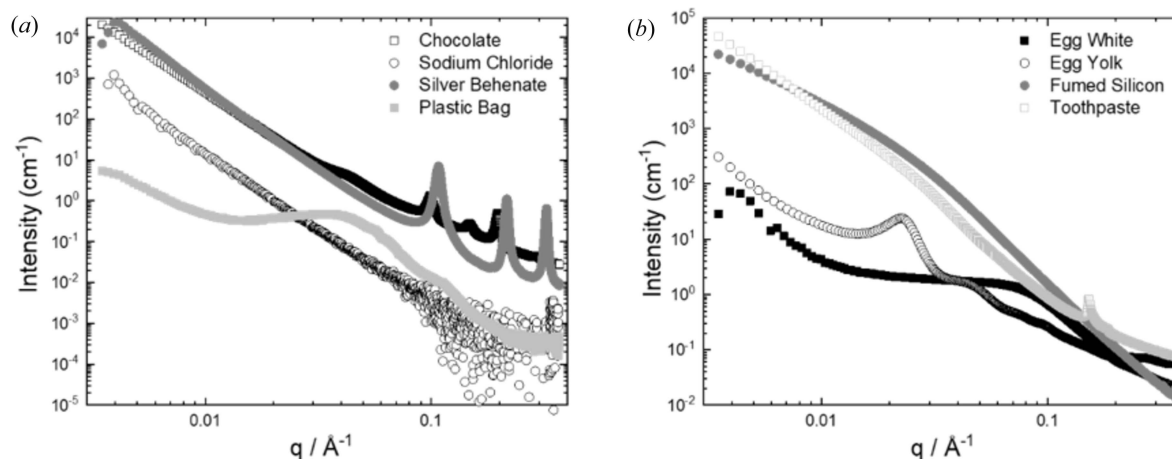 (a)
10⁴
10³
10²
10¹
10⁰
10⁻¹
10⁻²
10⁻³
10⁻⁴
10⁻⁵
Intensity (cm⁻¹)
Chocolate
Sodium Chloride
Silver Behenate
Plastic Bag
0.01
0.1
q / Å⁻¹
(b)
10⁵
10⁴
10³
10²
10¹
10⁰
10⁻¹
10⁻²
Intensity (cm⁻¹)
Egg White
Egg Yolk
Fumed Silicon
Toothpaste
0.01
0.1
q / Å⁻¹